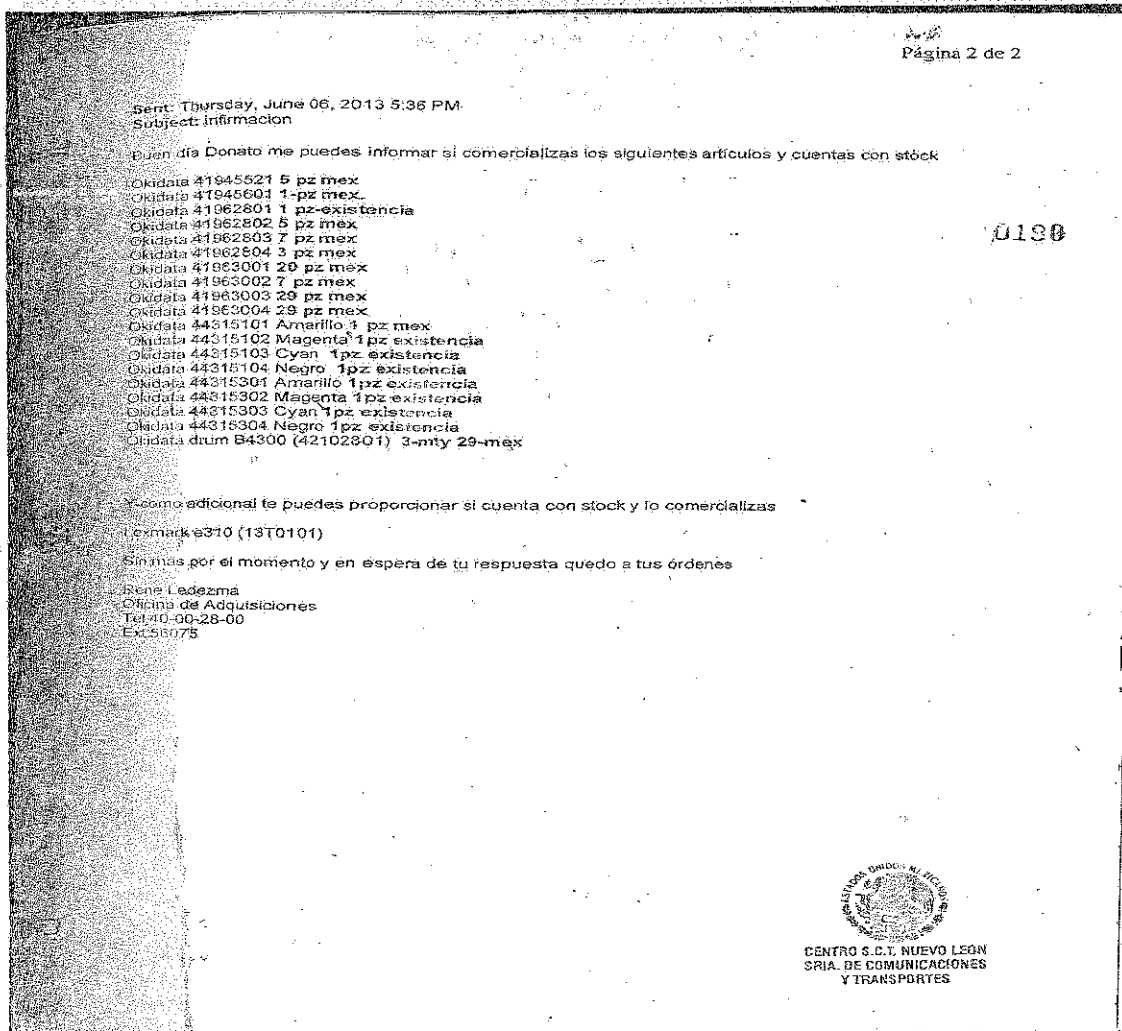 Página 2 de 2
Sent: Thursday, June 06, 2013 5:36 PM
Subject: infirmacion
Buen día Donato me puedes informar si comercializas los siguientes artículos y cuentas con stock
Okidata 41945521 5 pz mex
Okidata 41945601 1-pz mex
Okidata 41962801 1 pz-existencia
Okidata 41962802 5 pz mex
Okidata 41962803 7 pz mex
0190
Okidata 41962804 3 pz mex
Okidata 41963001 20 pz mex
Okidata 41963002 7 pz mex
Okidata 41963003 29 pz mex
Okidata 41963004 29 pz mex
Okidata 44315101 Amarillo 1 pz mex
Okidata 44315102 Magenta 1pz existencia
Okidata 44315103 Cyan 1pz existencia
Okidata 44315104 Negro 1pz existencia
Okidata 44315301 Amarillo 1pz existencia
Okidata 44315302 Magenta 1pz existencia
Okidata 44315303 Cyan 1pz existencia
Okidata 44315304 Negro 1pz existencia
Okidata drum B4300 (42102801) 3-mty 29-mex
Y como adicional te puedes proporcionar si cuenta con stock y lo comercializas
Lexmark e310 (13T0101)
Sin mas por el momento y en espera de tu respuesta quedo a tus órdenes
Rene Ledezma
Oficina de Adquisiciones
Tel 40-00-28-00
Ext 58075
ESTADOS UNIDOS MEXICANOS
CENTRO S.C.T. NUEVO LEON
SRIA. DE COMUNICACIONES
Y TRANSPORTES